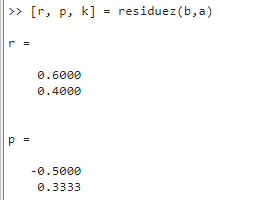 >> [r, p, k] = residuez(b,a)
r =
0.6000
0.4000
p =
-0.5000
0.3333